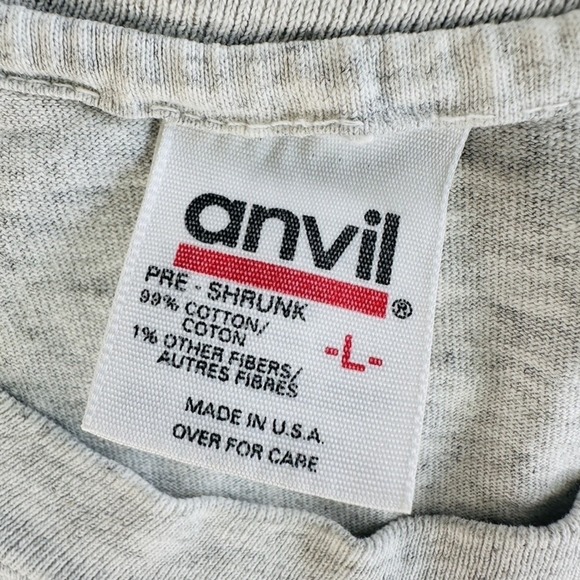 anvil®
PRE - SHRUNK
99% COTTON/
COTON
1% OTHER FIBERS/
AUTRES FIBRES
-L-
MADE IN U.S.A.
OVER FOR CARE